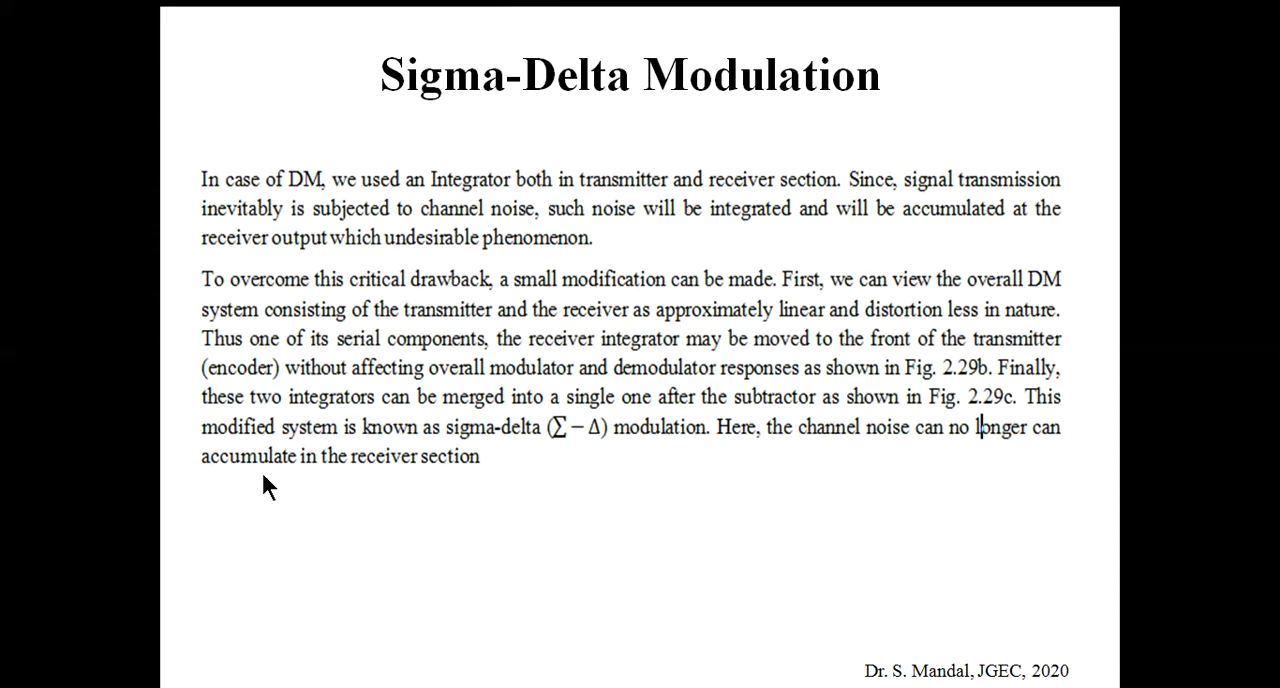 Sigma-Delta Modulation
In case of DM, we used an Integrator both in transmitter and receiver section. Since, signal transmission
inevitably is subjected to channel noise, such noise will be integrated and will be accumulated at the
receiver output which undesirable phenomenon.
To overcome this critical drawback, a small modification can be made. First, we can view the overall DM
system consisting of the transmitter and the receiver as approximately linear and distortion less in nature.
Thus one of its serial components, the receiver integrator may be moved to the front of the transmitter
(encoder) without affecting overall modulator and demodulator responses as shown in Fig. 2.29b. Finally,
these two integrators can be merged into a single one after the subtractor as shown in Fig. 2.29c. This
modified system is known as sigma-delta (∑ − Δ) modulation. Here, the channel noise can no longer can
accumulate in the receiver section
Dr. S. Mandal, JGEC, 2020